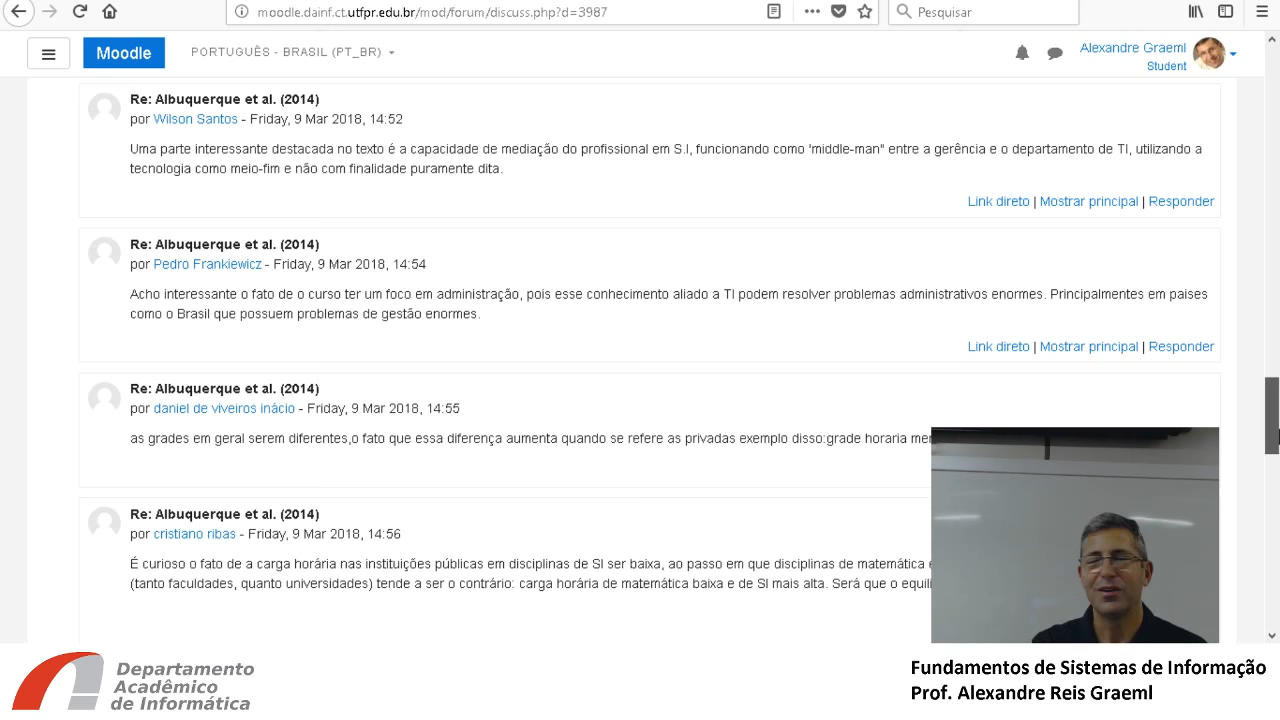 moodle.dainf.ct.utfpr.edu.br/mod/forum/discuss.php?d=3987
Pesquisar
Moodle
PORTUGUÊS - BRASIL (PT_BR)
Alexandre Graeml
Student
Re: Albuquerque et al. (2014)
por Wilson Santos - Friday, 9 Mar 2018, 14:52
Uma parte interessante destacada no texto é a capacidade de mediação do profissional em S.I, funcionando como 'middle-man" entre a gerência e o departamento de TI, utilizando a
tecnologia como meio-fim e não com finalidade puramente dita.
Link direto | Mostrar principal | Responder
Re: Albuquerque et al. (2014)
por Pedro Frankiewicz - Friday, 9 Mar 2018, 14:54
Acho interessante o fato de o curso ter um foco em administração, pois esse conhecimento aliado a TI podem resolver problemas administrativos enormes. Principalmentes em paises
como o Brasil que possuem problemas de gestão enormes.
Link direto | Mostrar principal | Responder
Re: Albuquerque et al. (2014)
por daniel de viveiros inácio - Friday, 9 Mar 2018, 14:55
as grades em geral serem diferentes,o fato que essa diferença aumenta quando se refere as privadas exemplo disso:grade horaria
Re: Albuquerque et al. (2014)
por cristiano ribas - Friday, 9 Mar 2018, 14:56
É curioso o fato de a carga horária nas instituições públicas em disciplinas de SI ser baixa, ao passo em que disciplinas de matemática
(tanto faculdades, quanto universidades) tende a ser o contrário: carga horária de matemática baixa e de SI mais alta. Será que o
Departamento
Acadêmico
de Informática
Fundamentos de Sistemas de Informação
Prof. Alexandre Reis Graeml